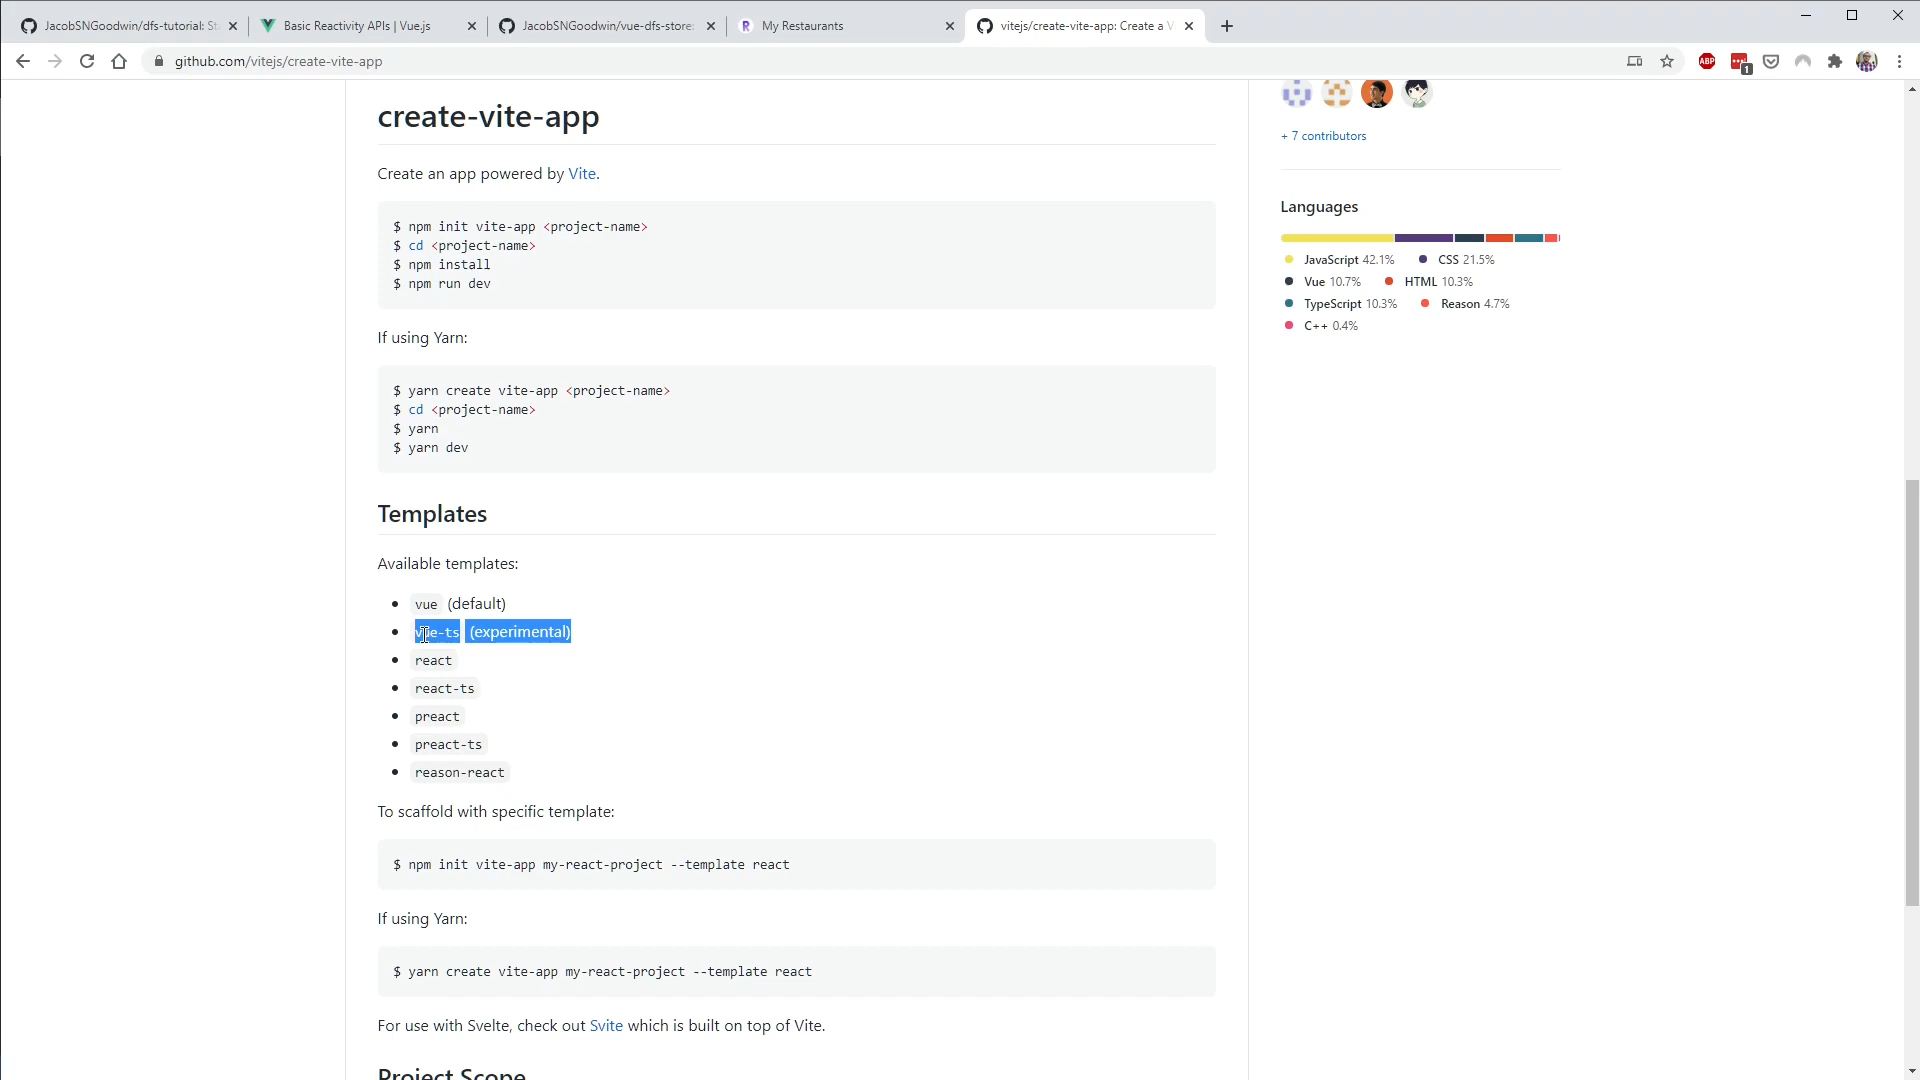 JacobSNGoodwin/dfs-tutorial: St
Basic Reactivity APIs | Vue.js
JacobSNGoodwin/vue-dfs-store:
R My Restaurants
vitejs/create-vite-app: Create a V
github.com/vitejs/create-vite-app
ABP
1
create-vite-app
Create an app powered by Vite.
$ npm init vite-app <project-name>
$ cd <project-name>
$ npm install
$ npm run dev
If using Yarn:
$ yarn create vite-app <project-name>
$ cd <project-name>
$ yarn
$ yarn dev
Templates
Available templates:
vue (default)
vue-ts (experimental)
react
react-ts
preact
preact-ts
reason-react
To scaffold with specific template:
$ npm init vite-app my-react-project --template react
If using Yarn:
$ yarn create vite-app my-react-project --template react
For use with Svelte, check out Svite which is built on top of Vite.
Project Scope
+ 7 contributors
Languages
JavaScript 42.1% CSS 21.5%
Vue 10.7% HTML 10.3%
TypeScript 10.3% Reason 4.7%
C++ 0.4%